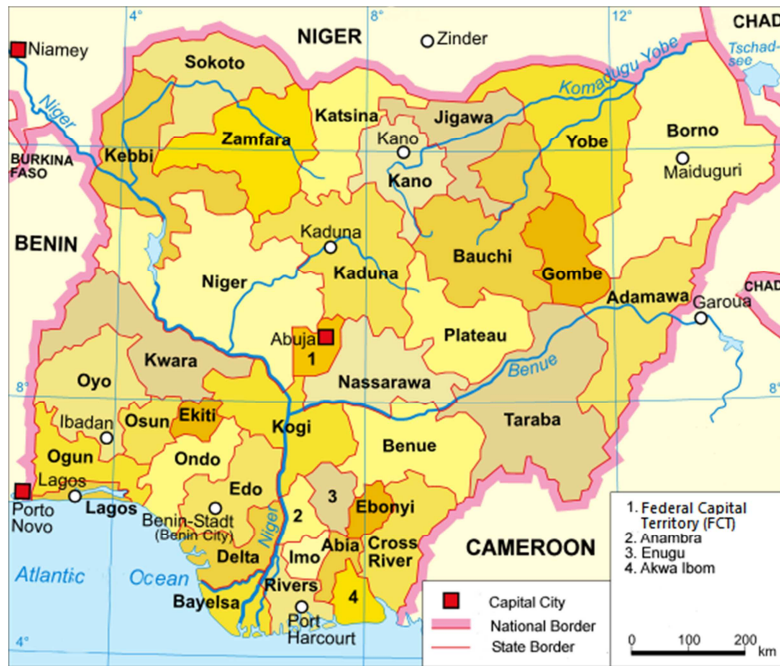 4°
8°
12°
CHAD
NIGER
Zinder
Niamey
Tschad-
see
Sokoto
Komadugu Yobe
Niger
Katsina
Jigawa
Zamfara
Yobe
Borno
Kano
Kebbi
BURKINA
FASO
Maiduguri
Kano
12°
BENIN
Kaduna
Bauchi
Niger
Kaduna
Gombe
CHAD
Adamawa
Garoua
Abuja
1
Plateau
Kwara
Benue
Nassarawa
Oyo
8°
Taraba
Ibadan
Osun
Ekiti
Kogi
Benue
Ogun
Ondo
Lagos
Edo
3
Porto
Novo
Lagos
Benin-Stadt
(Benin City)
Niger
2
Ebonyi
Delta
Imo
Abia
Cross
River
CAMEROON
Atlantic Ocean
Bayelsa
Rivers
4
Port
Harcourt
4°
1. Federal Capital
Territory (FCT)
2 Anambra
3 Enugu
4 Akwa Ibom
Capital City
National Border
State Border
0 100 200
km